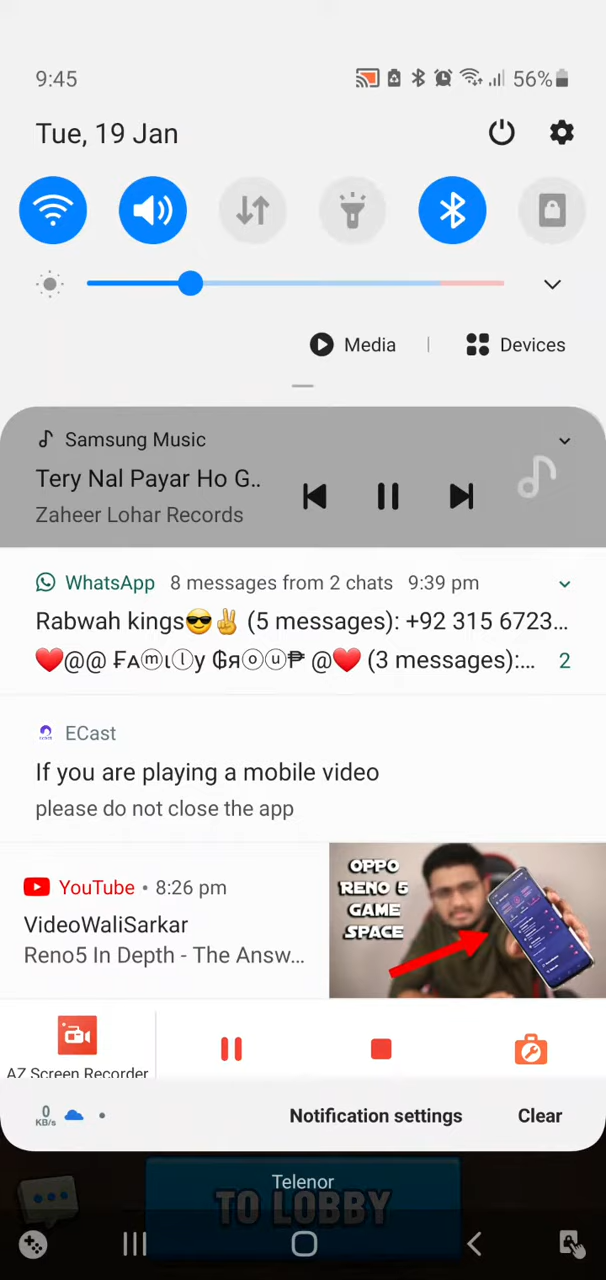 9:45 56%
Tue, 19 Jan
Media | Devices
Samsung Music
Tery Nal Payar Ho G..
Zaheer Lohar Records
WhatsApp 8 messages from 2 chats 9:39 pm
Rabwah kings😎✌ (5 messages): +92 315 6723...
❤️@@ ₣ᴀⓜιⓛy ₲яⓞⓤ₱ @❤️ (3 messages):... 2
ECast
If you are playing a mobile video
please do not close the app
YouTube • 8:26 pm
VideoWaliSarkar
Reno5 In Depth - The Answ...
OPPO
RENO 5
GAME
SPACE
AZ Screen Recorder
0
KB/s
Notification settings Clear
Telenor
TO LOBBY